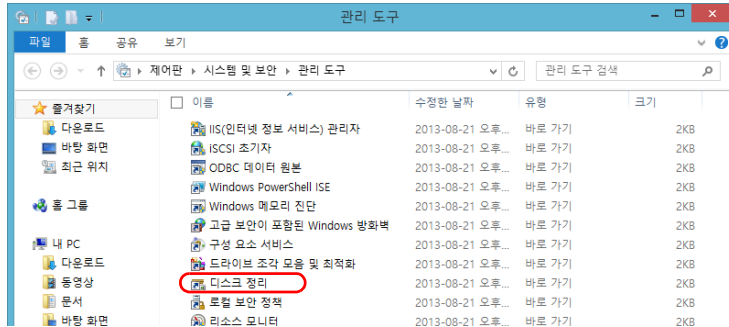 관리 도구
파일 홈 공유 보기
제어판 시스템 및 보안 관리 도구 관리 도구 검색
즐겨찾기
다운로드
바탕 화면
최근 위치
홈 그룹
내 PC
다운로드
동영상
문서
바탕 화면
이름 수정한 날짜 유형 크기
IIS(인터넷 정보 서비스) 관리자 2013-08-21 오후... 바로 가기 2KB
iSCSI 초기자 2013-08-21 오후... 바로 가기 2KB
ODBC 데이터 원본 2013-08-21 오후... 바로 가기 2KB
Windows PowerShell ISE 2013-08-21 오후... 바로 가기 2KB
Windows 메모리 진단 2013-08-21 오후... 바로 가기 2KB
고급 보안이 포함된 Windows 방화벽 2013-08-21 오후... 바로 가기 2KB
구성 요소 서비스 2013-08-21 오후... 바로 가기 2KB
드라이브 조각 모음 및 최적화 2013-08-21 오후... 바로 가기 2KB
디스크 정리 2013-08-21 오후... 바로 가기 2KB
로컬 보안 정책 2013-08-21 오후... 바로 가기 2KB
리소스 모니터 2013-08-21 오후... 바로 가기 2KB